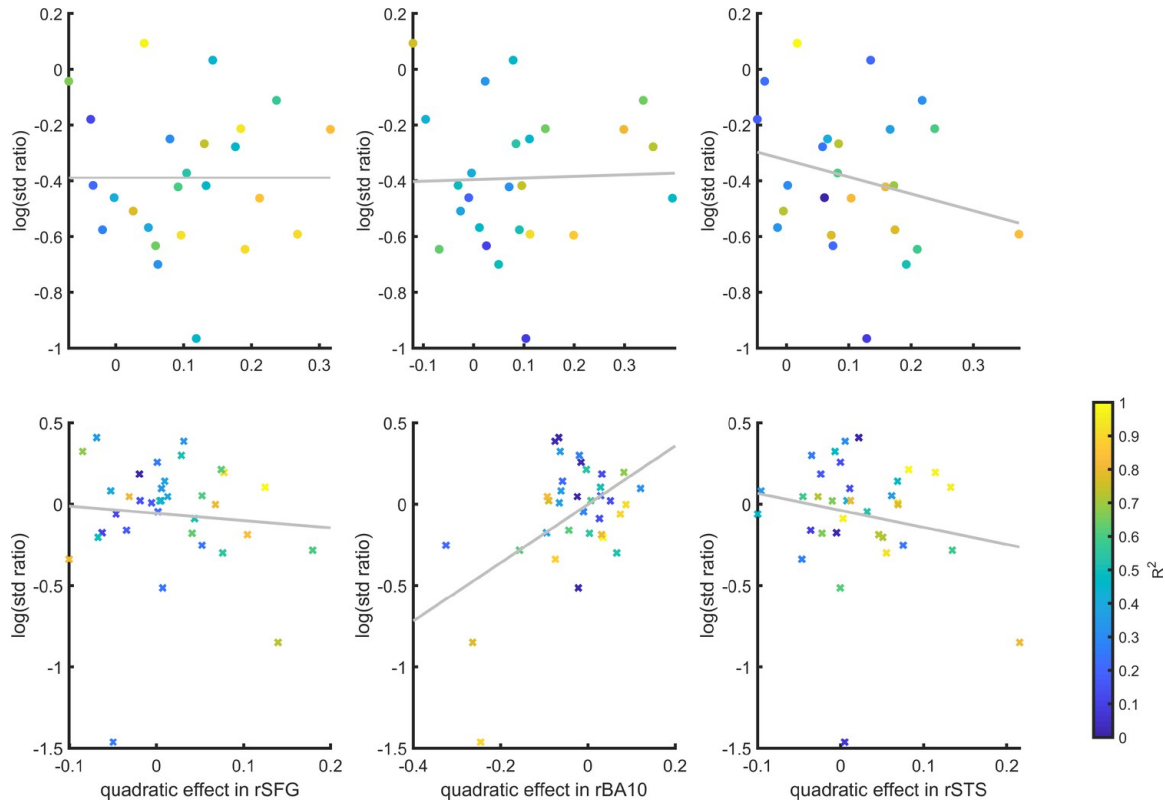 0.2 0.2 0.2
0 0 0
-0.2 -0.2 -0.2
-0.4 -0.4 -0.4
-0.6 -0.6 -0.6
-0.8 -0.8 -0.8
-1 -1 -1
log(std ratio) log(std ratio) log(std ratio)
0 0.1 0.2 0.3 -0.1 0 0.1 0.2 0.3 0 0.1 0.2 0.3
0.5 0.5 0.5
0 0 0
-0.5 -0.5 -0.5
-1 -1 -1
-1.5 -1.5 -1.5
log(std ratio) log(std ratio) log(std ratio)
-0.1 0 0.1 0.2 -0.4 -0.2 0 0.2 -0.1 0 0.1 0.2
quadratic effect in rSFG quadratic effect in rBA10 quadratic effect in rSTS
1
0.9
0.8
0.7
0.6
0.5
0.4
0.3
0.2
0.1
0
R²